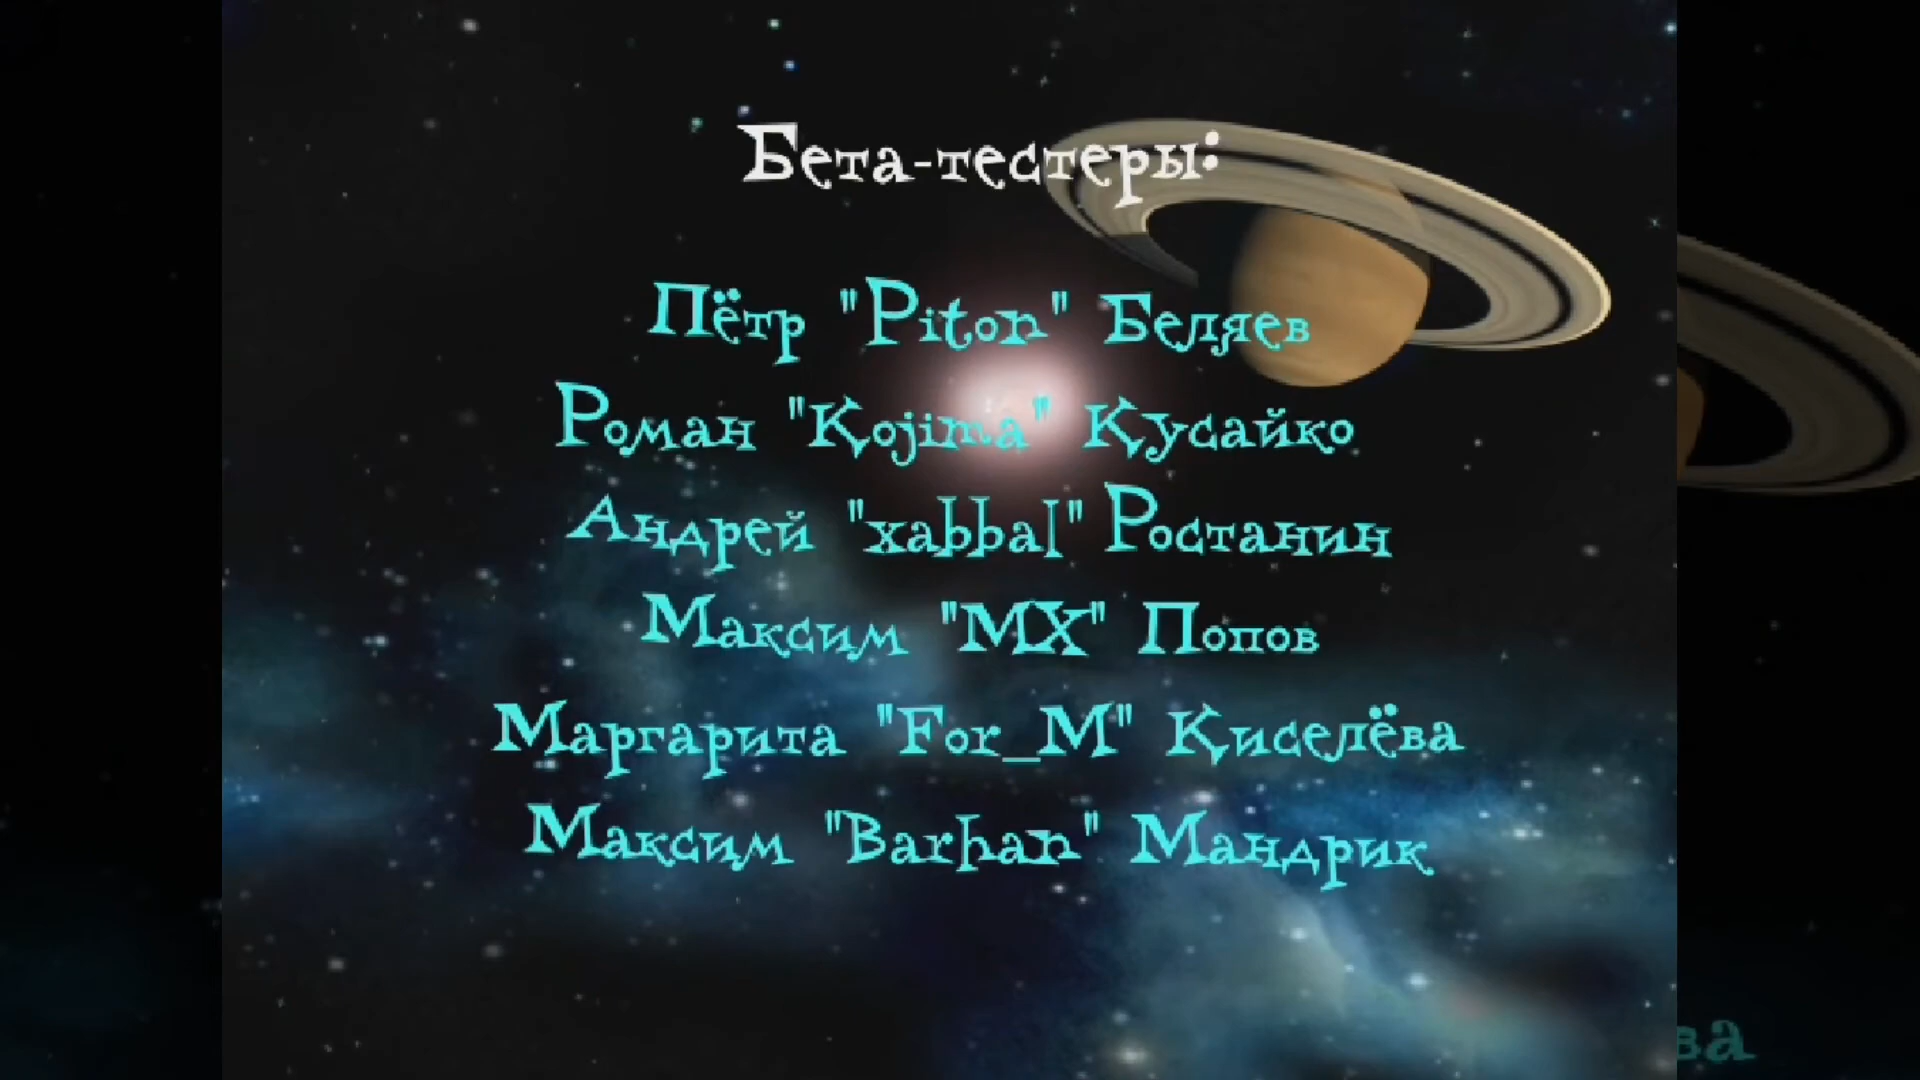 Бета-тестеры:
Пётр "Piton" Беляев
Роман "Kojima" Кусайко
Андрей "xabbal" Ростанин
Максим "MX" Попов
Маргарита "For_M" Киселёва
Максим "Barhan" Мандрик
ва